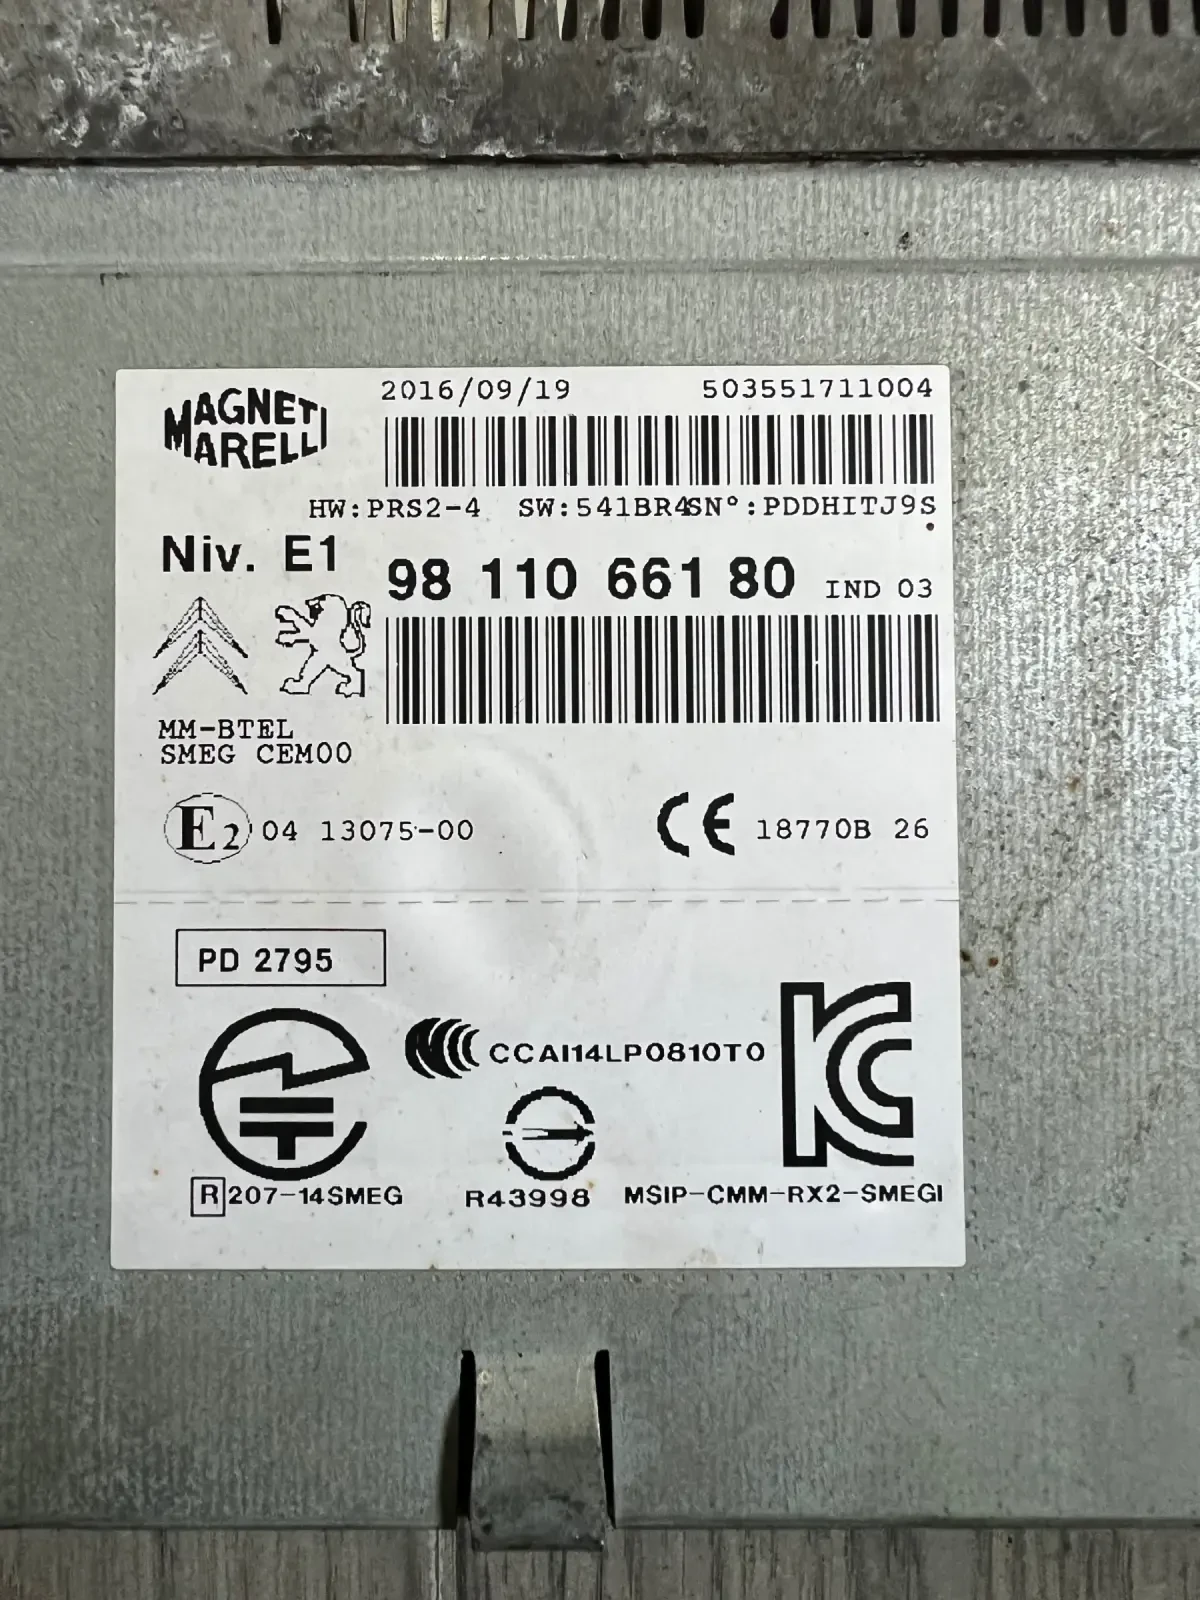 MAGNETI
MARELLI
2016/09/19 503551711004
HW:PRS2-4 SW:541BR4SN°:PDDHITJ9S
Niv. E1
98 110 661 80 IND 03
MM-BTEL
SMEG CEM00
E2 04 13075-00
CE 18770B 26
PD 2795
CCAI14LP0810T0
KC
R 207-14SMEG
R43998
MSIP-CMM-RX2-SMEGI